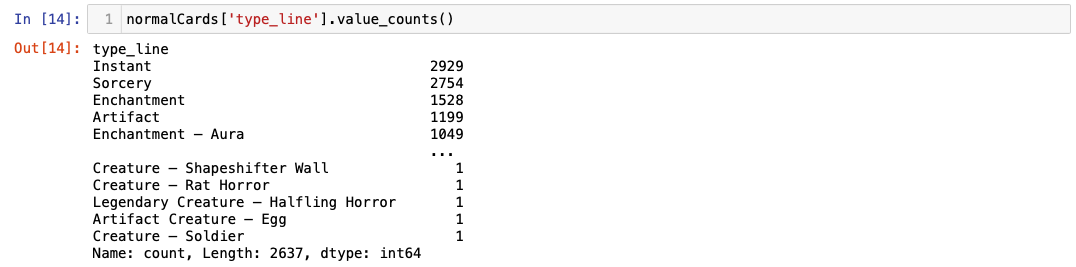 In [14]: 1 normalCards['type_line'].value_counts()
Out[14]: type_line
Instant 2929
Sorcery 2754
Enchantment 1528
Artifact 1199
Enchantment — Aura 1049
...
Creature — Shapeshifter Wall 1
Creature — Rat Horror 1
Legendary Creature — Halfling Horror 1
Artifact Creature — Egg 1
Creature — Soldier 1
Name: count, Length: 2637, dtype: int64